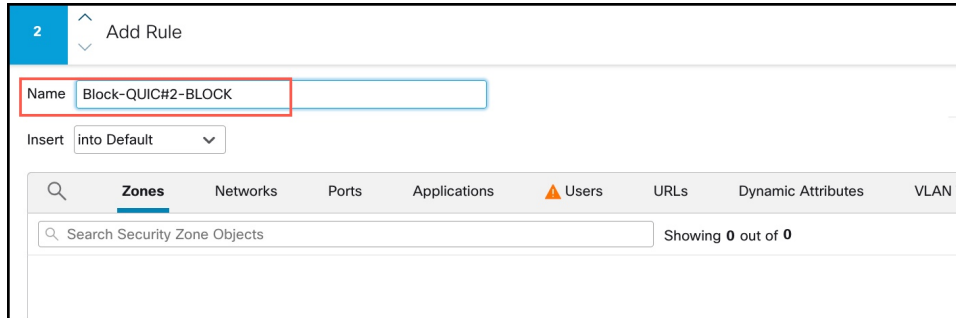 2 Add Rule
Name Block-QUIC#2-BLOCK
Insert into Default
Zones Networks Ports Applications Users URLs Dynamic Attributes VLAN
Search Security Zone Objects Showing 0 out of 0